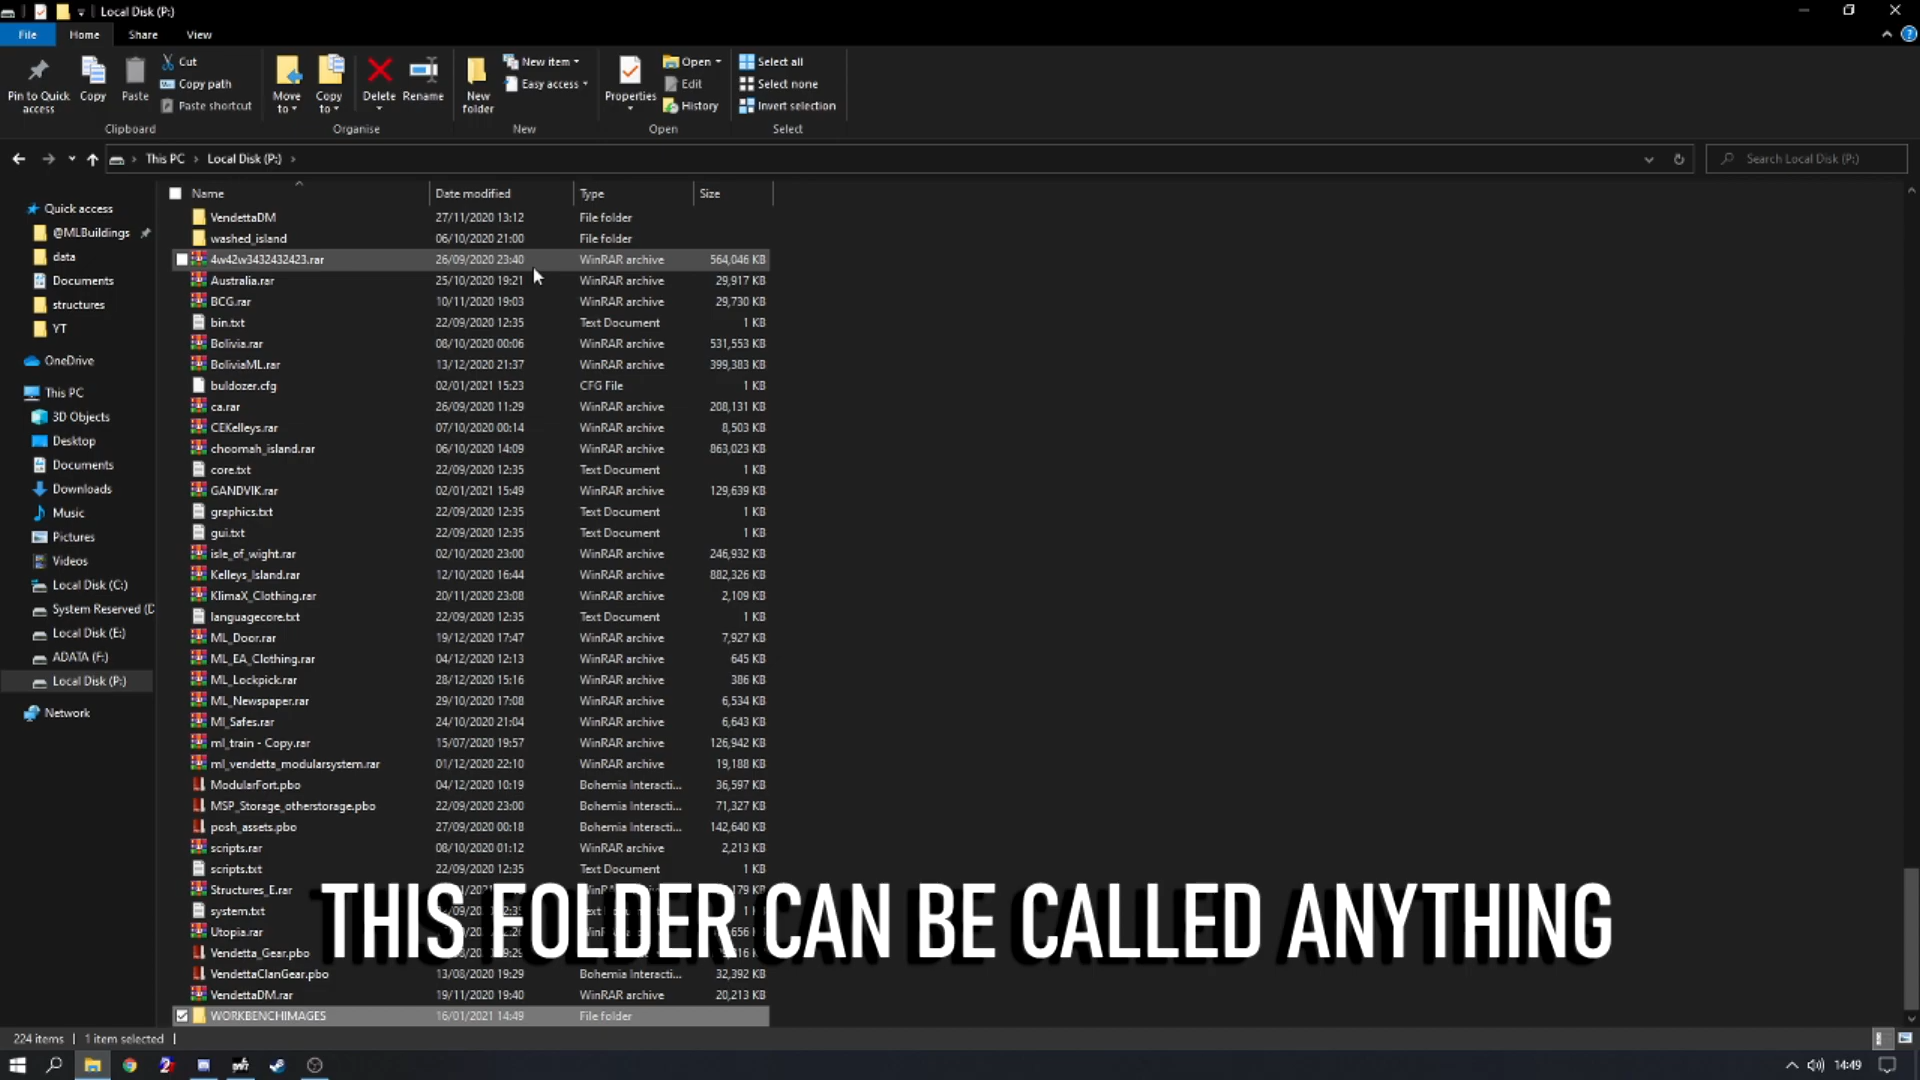 Local Disk (P:)
File Home Share View
Pin to Quick access
Copy
Paste
Cut
Copy path
Paste shortcut
Clipboard
Move to
Copy to
Delete
Rename
Organise
New folder
New item
Easy access
New
Properties
Open
Edit
History
Open
Select all
Select none
Invert selection
Select
This PC > Local Disk (P:) >
Search Local Disk (P:)
Quick access
@MLBuildings
data
Documents
structures
YT
OneDrive
This PC
3D Objects
Desktop
Documents
Downloads
Music
Pictures
Videos
Local Disk (C:)
System Reserved (D
Local Disk (E:)
ADATA (F:)
Local Disk (P:)
Network
Name Date modified Type Size
VendettaDM 27/11/2020 13:12 File folder
washed_island 06/10/2020 21:00 File folder
4w42w3432432423.rar 26/09/2020 23:40 WinRAR archive 564,046 KB
Australia.rar 25/10/2020 19:21 WinRAR archive 29,917 KB
BCG.rar 10/11/2020 19:03 WinRAR archive 29,730 KB
bin.txt 22/09/2020 12:35 Text Document 1 KB
Bolivia.rar 08/10/2020 00:06 WinRAR archive 531,553 KB
BoliviaML.rar 13/12/2020 21:37 WinRAR archive 399,383 KB
buldozer.cfg 02/01/2021 15:23 CFG File 1 KB
ca.rar 26/09/2020 11:29 WinRAR archive 208,131 KB
CEKelleys.rar 07/10/2020 00:14 WinRAR archive 8,503 KB
choomah_island.rar 06/10/2020 14:09 WinRAR archive 863,023 KB
core.txt 22/09/2020 12:35 Text Document 1 KB
GANDVIK.rar 02/01/2021 15:49 WinRAR archive 129,639 KB
graphics.txt 22/09/2020 12:35 Text Document 1 KB
gui.txt 22/09/2020 12:35 Text Document 1 KB
isle_of_wight.rar 02/10/2020 23:00 WinRAR archive 246,932 KB
Kelleys_Island.rar 12/10/2020 16:44 WinRAR archive 882,326 KB
KlimaX_Clothing.rar 20/11/2020 23:08 WinRAR archive 2,109 KB
languagecore.txt 22/09/2020 12:35 Text Document 1 KB
ML_Door.rar 19/12/2020 17:47 WinRAR archive 7,927 KB
ML_EA_Clothing.rar 04/12/2020 12:13 WinRAR archive 645 KB
ML_Lockpick.rar 28/12/2020 15:16 WinRAR archive 386 KB
ML_Newspaper.rar 29/10/2020 17:08 WinRAR archive 6,534 KB
Ml_Safes.rar 24/10/2020 21:04 WinRAR archive 6,643 KB
ml_train - Copy.rar 15/07/2020 19:57 WinRAR archive 126,942 KB
ml_vendetta_modularsystem.rar 01/12/2020 22:10 WinRAR archive 19,188 KB
ModularFort.pbo 04/12/2020 10:19 Bohemia Interacti... 36,597 KB
MSP_Storage_otherstorage.pbo 22/09/2020 23:00 Bohemia Interacti... 71,327 KB
posh_assets.pbo 27/09/2020 00:18 Bohemia Interacti... 142,640 KB
scripts.rar 08/10/2020 01:12 WinRAR archive 2,213 KB
scripts.txt 22/09/2020 12:35 Text Document 1 KB
Structures_E.rar
system.txt
Utopia.rar
Vendetta_Gear.pbo
THIS FOLDER CAN BE CALLED ANYTHING
VendettaClanGear.pbo 13/08/2020 19:29 Bohemia Interacti... 32,392 KB
VendettaDM.rar 19/11/2020 19:40 WinRAR archive 20,213 KB
WORKBENCHIMAGES 16/01/2021 14:49 File folder
224 items 1 item selected
14:49